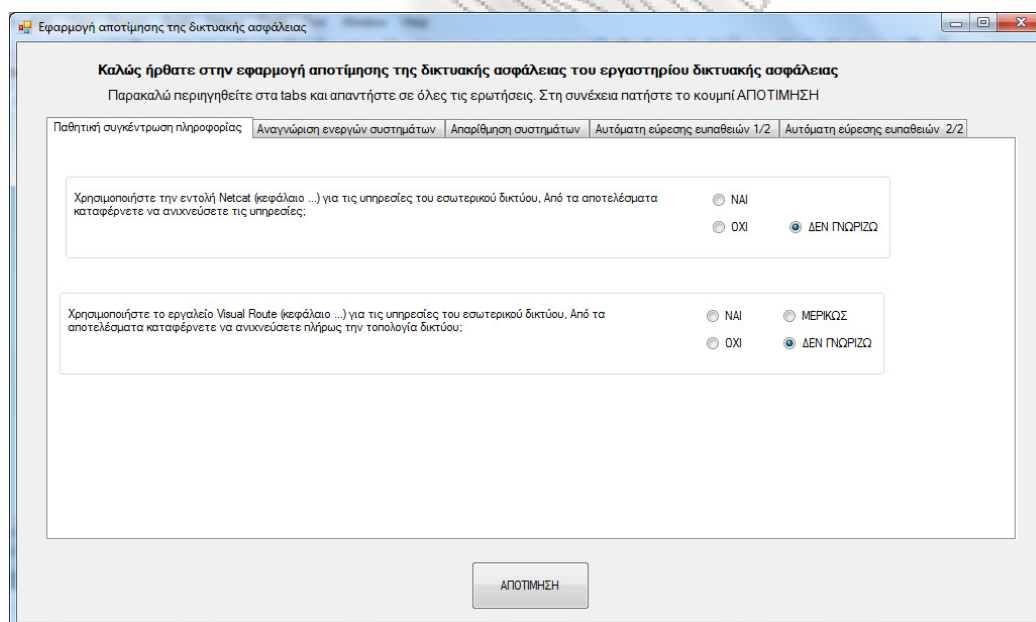 Εφαρμογή αποτίμησης της δικτυακής ασφάλειας
Καλώς ήρθατε στην εφαρμογή αποτίμησης της δικτυακής ασφάλειας του εργαστηρίου δικτυακής ασφάλειας
Παρακαλώ περιηγηθείτε στα tabs και απαντήστε σε όλες τις ερωτήσεις. Στη συνέχεια πατήστε το κουμπί ΑΠΟΤΙΜΗΣΗ
Παθητική συγκέντρωση πληροφορίας Αναγνώριση ενεργών συστημάτων Απαρίθμηση συστημάτων Αυτόματη εύρεσης ευπαθειών 1/2 Αυτόματη εύρεσης ευπαθειών 2/2
Χρησιμοποιήστε την εντολή Netcat (κεφάλαιο ...) για τις υπηρεσίες του εσωτερικού δικτύου, Από τα αποτελέσματα
καταφέρνετε να ανιχνεύσετε τις υπηρεσίες;
ΝΑΙ
ΟΧΙ ΔΕΝ ΓΝΩΡΙΖΩ
Χρησιμοποιήστε το εργαλείο Visual Route (κεφάλαιο ...) για τις υπηρεσίες του εσωτερικού δικτύου, Από τα
αποτελέσματα καταφέρνετε να ανιχνεύσετε πλήρως την τοπολογία δικτύου;
ΝΑΙ ΜΕΡΙΚΩΣ
ΟΧΙ ΔΕΝ ΓΝΩΡΙΖΩ
ΑΠΟΤΙΜΗΣΗ